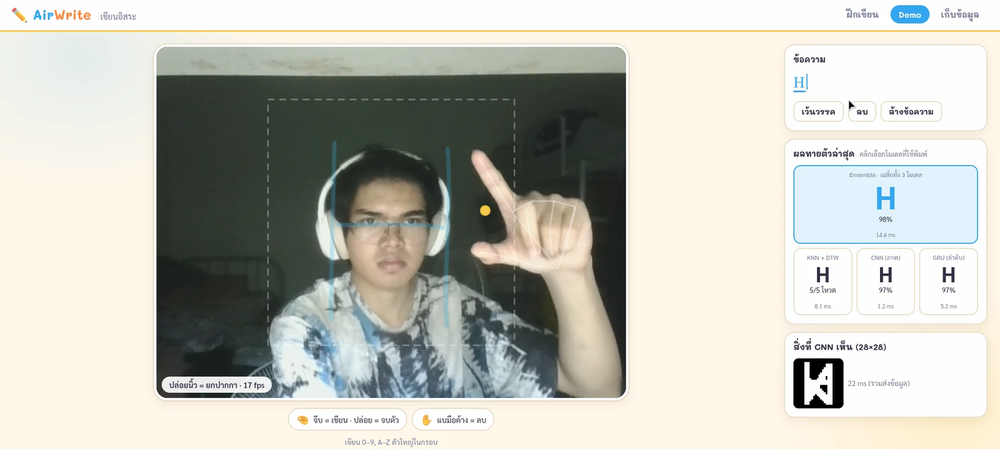 ✏️ AirWrite เขียนอิสระ
ฝึกเขียน Demo เก็บข้อมูล
ปล่อยนิ้ว = ยกปากกา · 17 fps
🤏 จีบ = เขียน · ปล่อย = จบตัว
✋ แบมือค้าง = ลบ
เขียน 0–9, A–Z ตัวใหญ่ในกรอบ
ข้อความ
H
เว้นวรรค ลบ ล้างข้อความ
ผลทายตัวล่าสุด คลิกเลือกโมเดลที่ใช้พิมพ์
Ensemble · เฉลี่ยทั้ง 3 โมเดล
H
98%
14.6 ms
KNN + DTW
H
5/5 โหวต
8.1 ms
CNN (ภาพ)
H
97%
1.2 ms
GRU (ลำดับ)
H
97%
5.2 ms
สิ่งที่ CNN เห็น (28×28)
22 ms (รวมส่งข้อมูล)